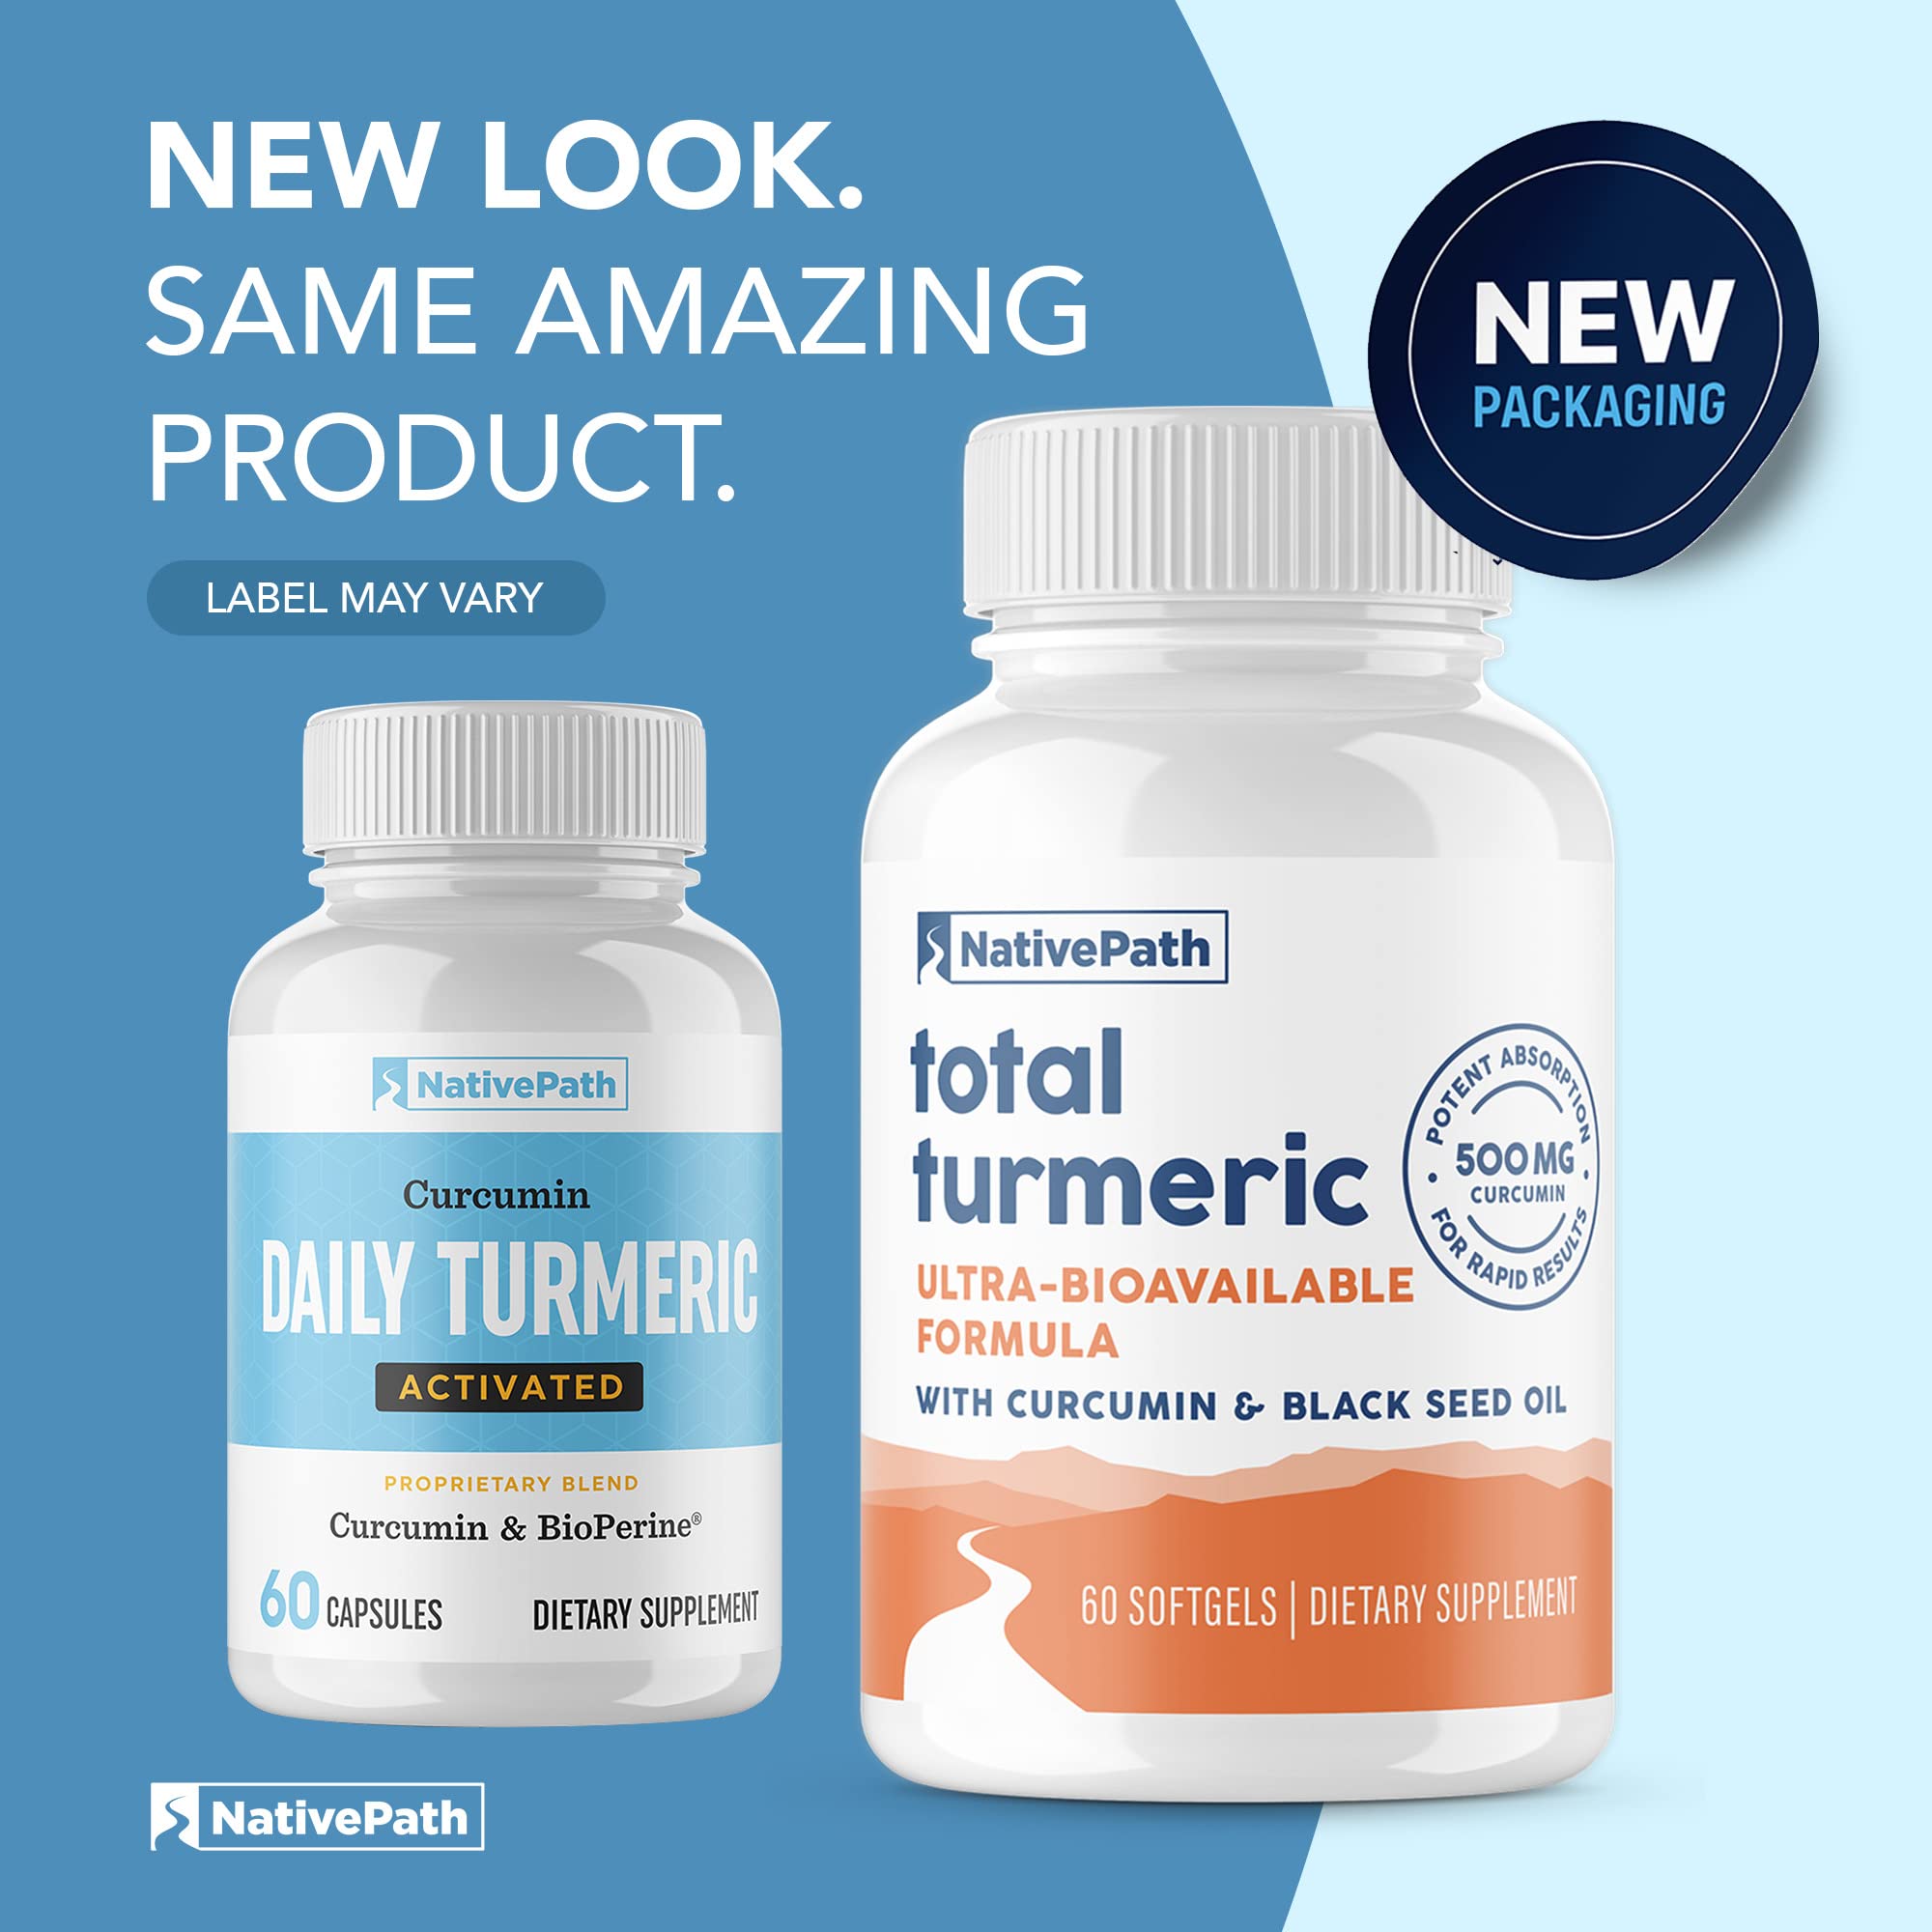 NEW LOOK.
SAME AMAZING
PRODUCT.
LABEL MAY VARY
NEW
PACKAGING
NativePath
Curcumin
DAILY TURMERIC
ACTIVATED
PROPRIETARY BLEND
Curcumin & BioPerine®
60 CAPSULES DIETARY SUPPLEMENT
NativePath
total
turmeric
POTENT ABSORPTION
500 MG
CURCUMIN
FOR RAPID RESULTS
ULTRA-BIOAVAILABLE
FORMULA
WITH CURCUMIN & BLACK SEED OIL
60 SOFTGELS | DIETARY SUPPLEMENT
NativePath